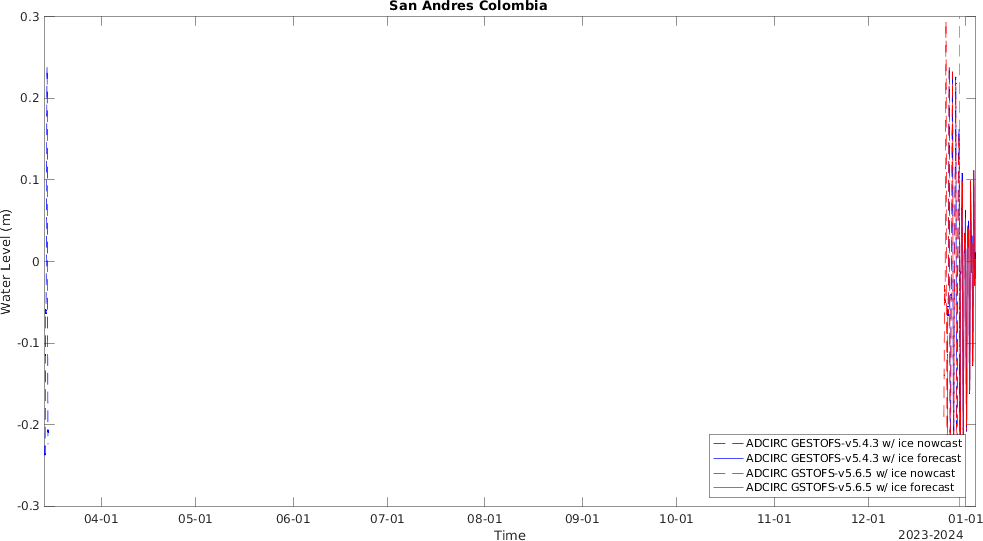 San Andres Colombia
0.3
0.2
0.1
0
-0.1
-0.2
-0.3
Water Level (m)
04-01 05-01 06-01 07-01 08-01 09-01 10-01 11-01 12-01 01-01
Time
2023-2024
ADCIRC GESTOFS-v5.4.3 w/ ice nowcast
ADCIRC GESTOFS-v5.4.3 w/ ice forecast
ADCIRC GSTOFS-v5.6.5 w/ ice nowcast
ADCIRC GSTOFS-v5.6.5 w/ ice forecast